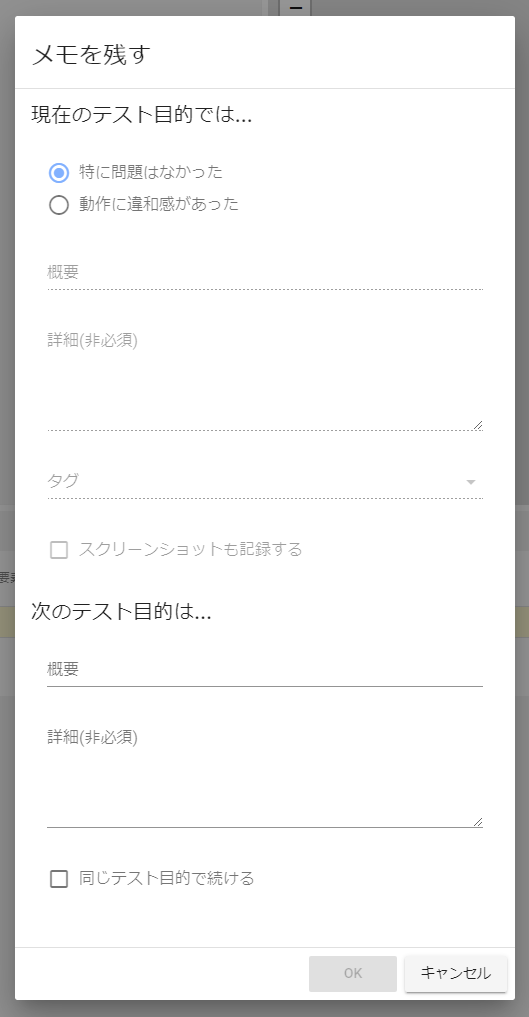 メモを残す
現在のテスト目的では...
特に問題はなかった
動作に違和感があった
概要
詳細(非必須)
タグ
スクリーンショットも記録する
次のテスト目的は...
概要
詳細(非必須)
同じテスト目的で続ける
OK キャンセル